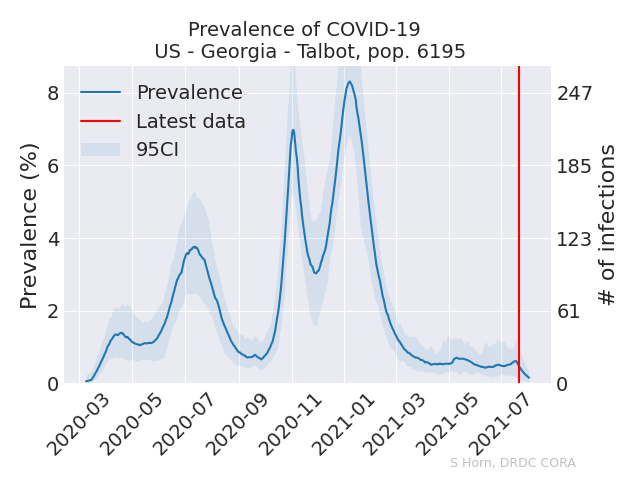 Prevalence of COVID-19
US - Georgia - Talbot, pop. 6195
Prevalence
Latest data
95CI
Prevalence (%)
8
6
4
2
0
# of infections
247
185
123
61
0
2020-03
2020-05
2020-07
2020-09
2020-11
2021-01
2021-03
2021-05
2021-07
S Horn, DRDC CORA